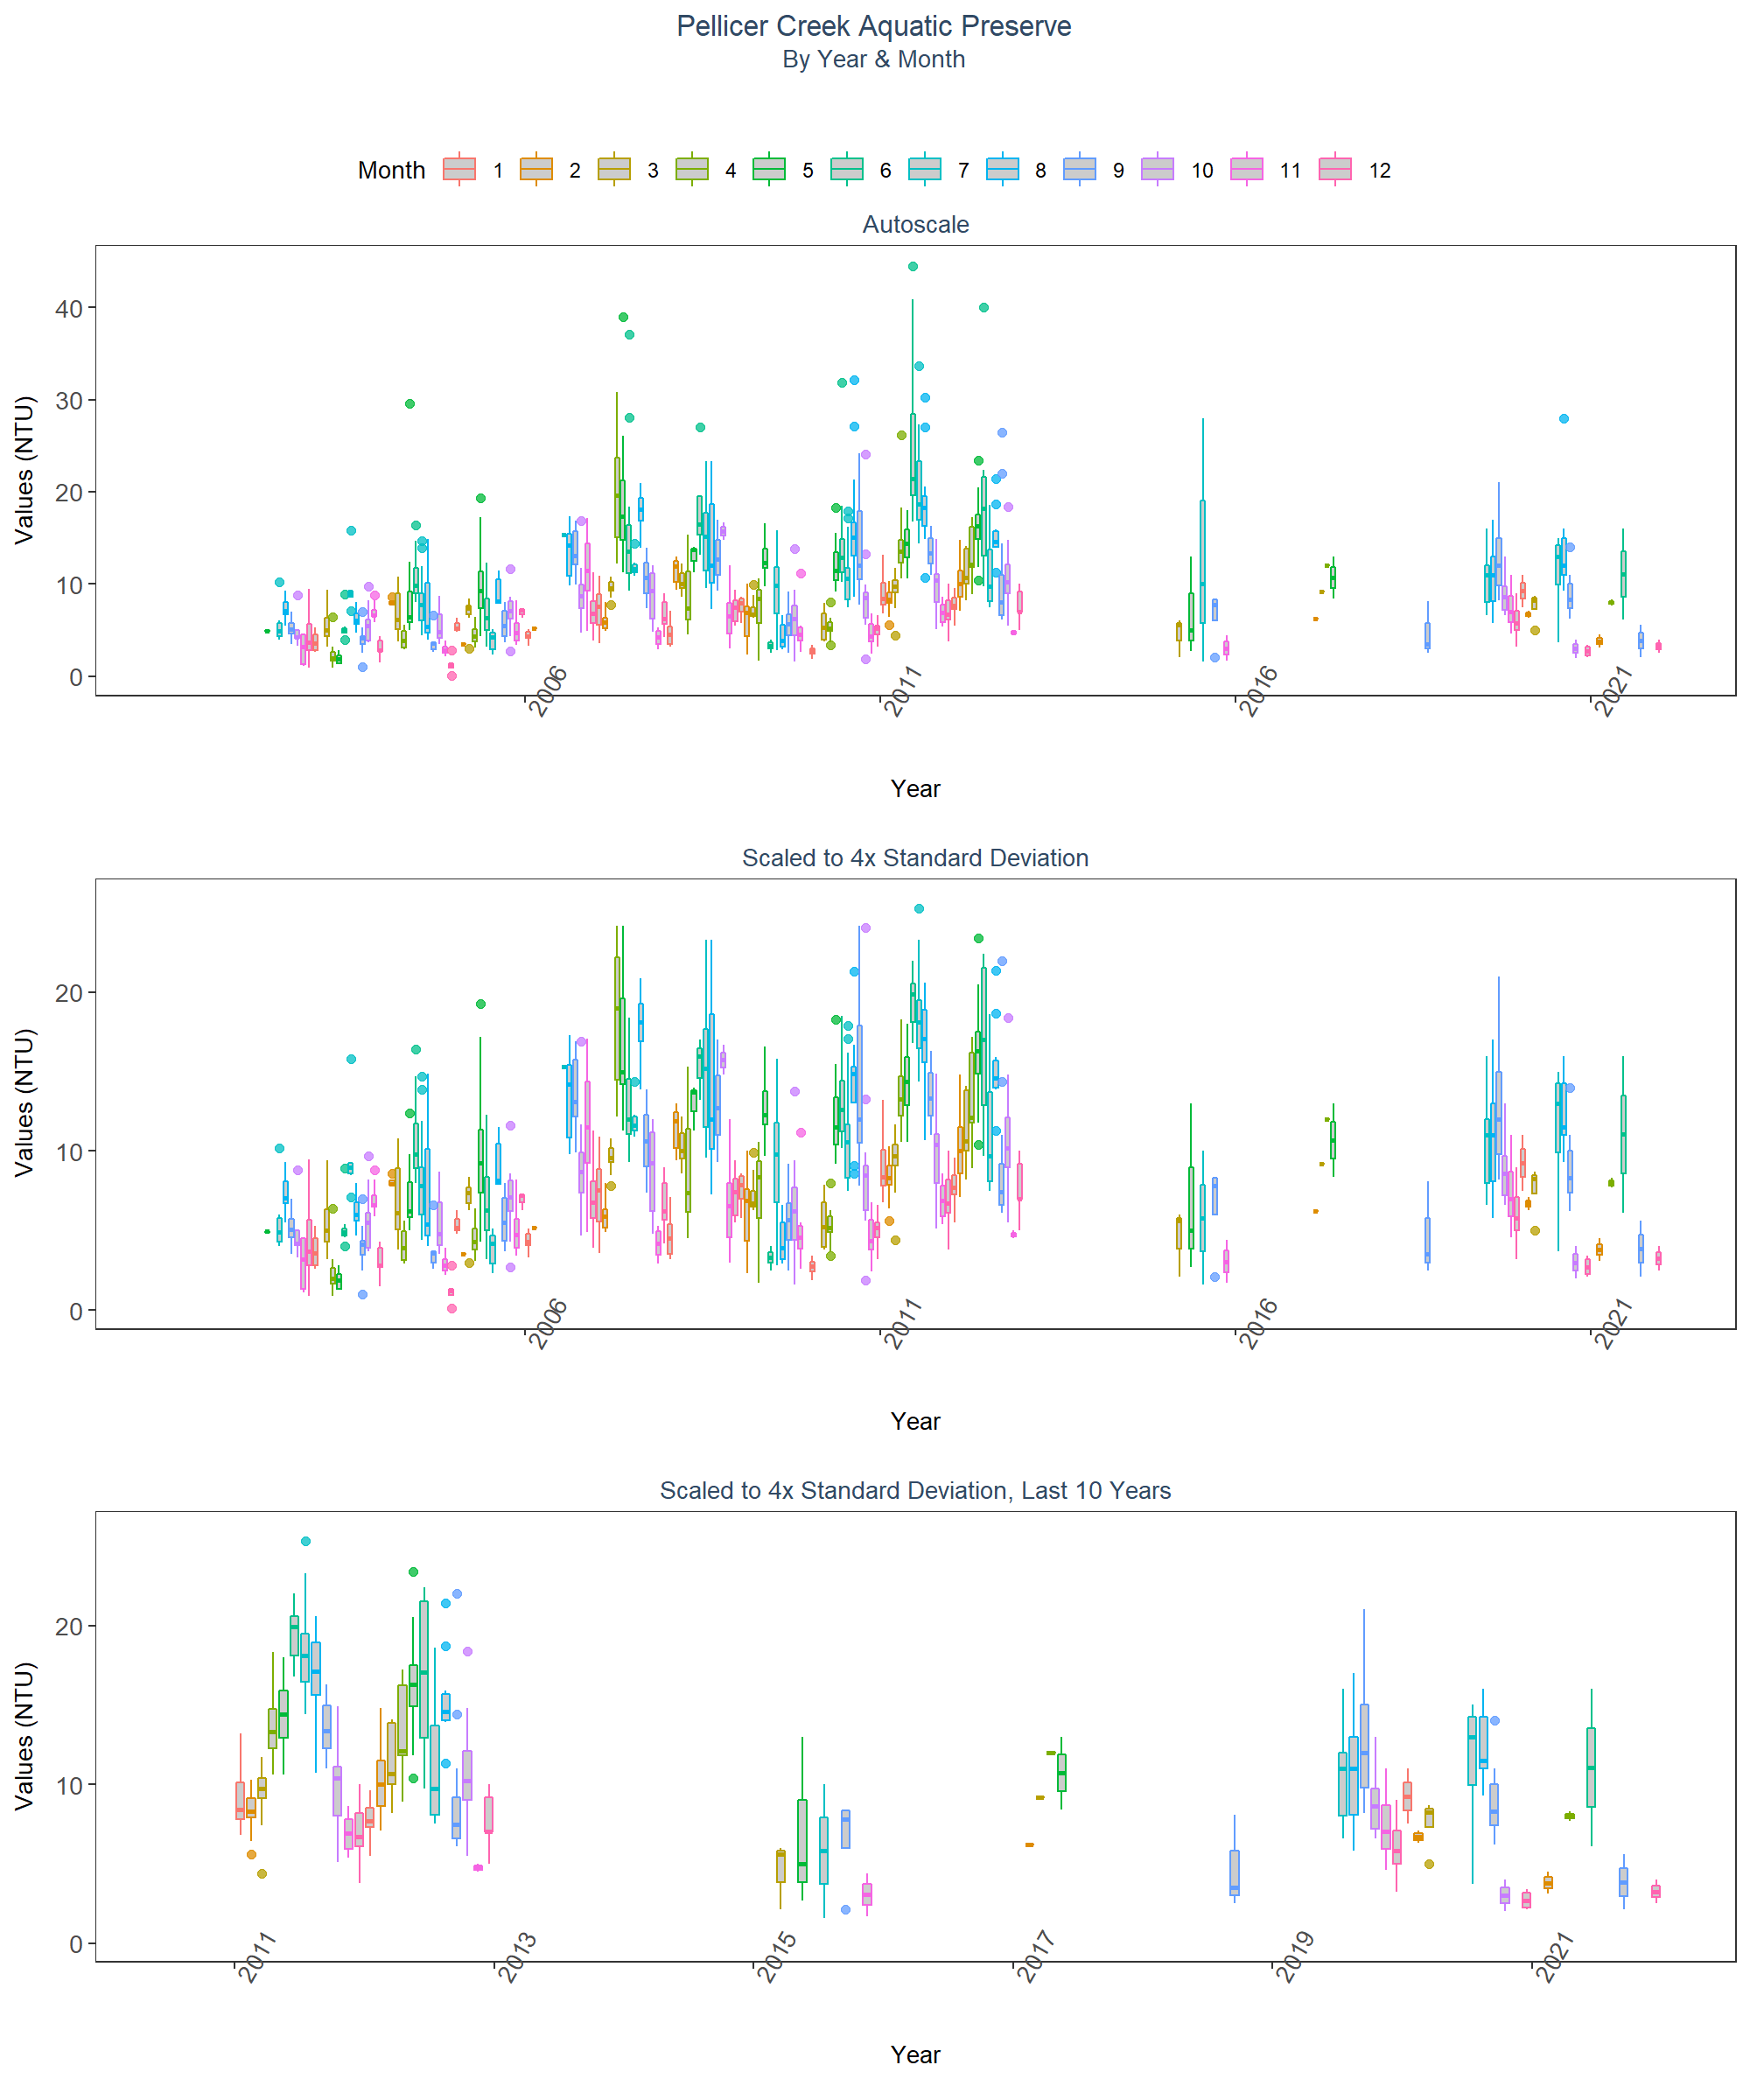 Pellicer Creek Aquatic Preserve
By Year & Month
Month 1 2 3 4 5 6 7 8 9 10 11 12
Autoscale
Values (NTU)
40
30
20
10
0
2006 2011 2016 2021
Year
Scaled to 4x Standard Deviation
Values (NTU)
20
10
0
2006 2011 2016 2021
Year
Scaled to 4x Standard Deviation, Last 10 Years
Values (NTU)
20
10
0
2011 2013 2015 2017 2019 2021
Year